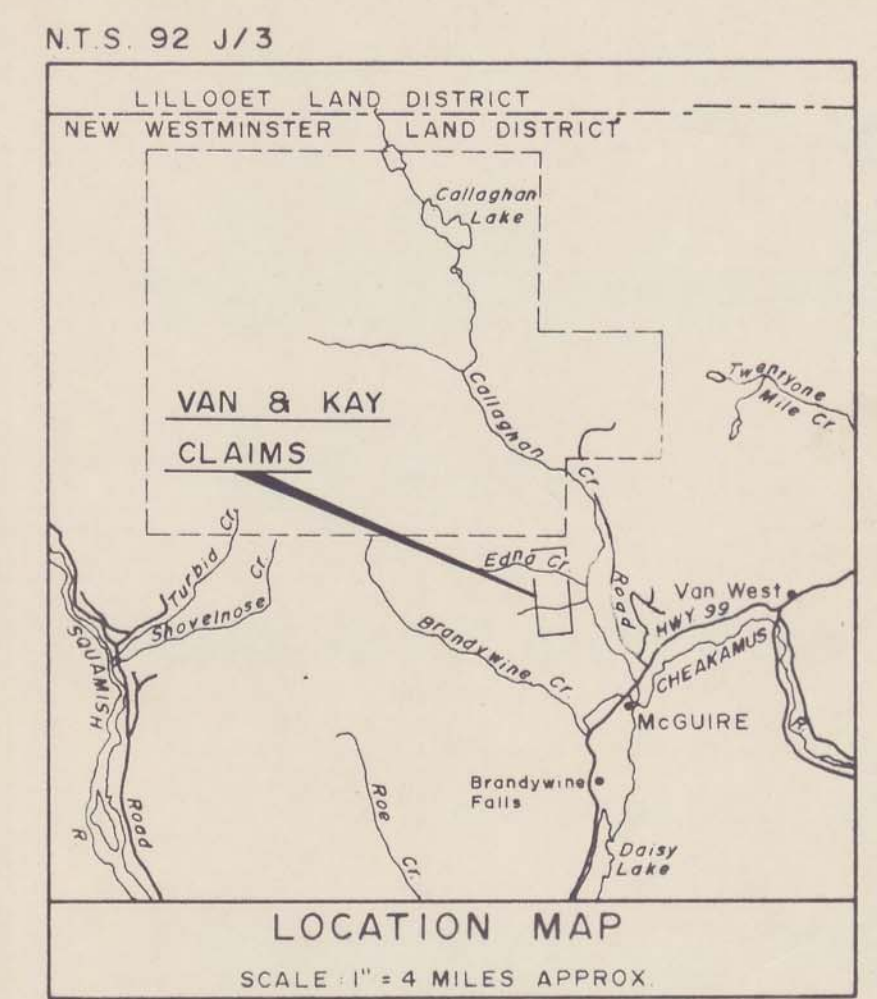 N.T.S. 92 J/3
LILLOOET LAND DISTRICT
NEW WESTMINSTER LAND DISTRICT
Callaghan
Lake
Twentyone
Mile Cr.
VAN & KAY
CLAIMS
Callaghan Cr
Turbid Cr
Shovelnose Cr.
Edna Cr.
Road
Van West
HWY 99
CHEAKAMUS
R
Brandywine Cr
McGUIRE
SQUAMISH
R
Road
Roe Cr.
Brandywine
Falls
Daisy
Lake
LOCATION MAP
SCALE : 1" = 4 MILES APPROX.